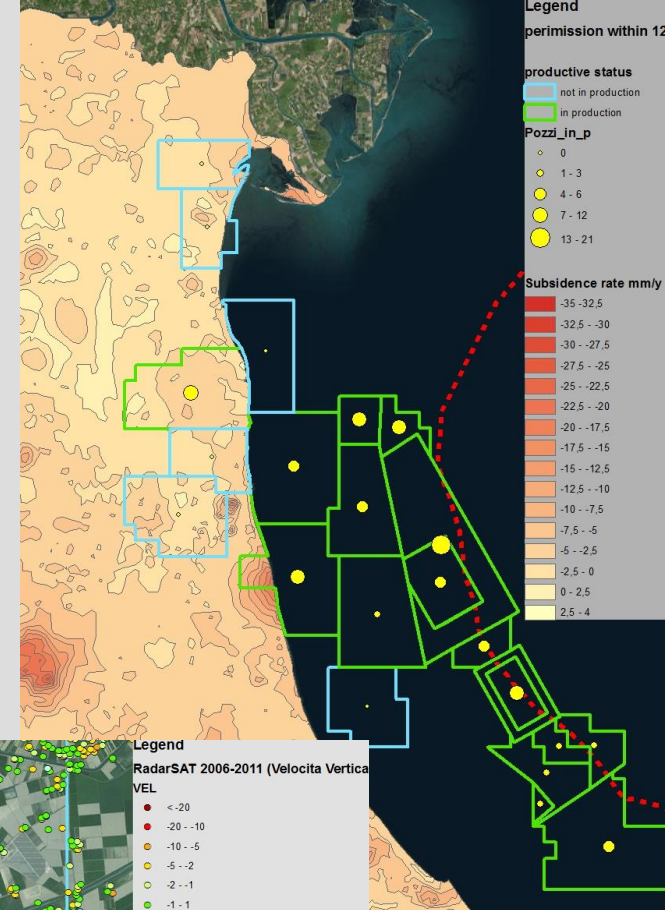 Legend
perimission within 12
productive status
not in production
in production
Pozzi_in_p
0
1 - 3
4 - 6
7 - 12
13 - 21
Subsidence rate mm/y
-35 -32,5
-32,5 - -30
-30 - -27,5
-27,5 - -25
-25 - -22,5
-22,5 - -20
-20 - -17,5
-17,5 - -15
-15 - -12,5
-12,5 - -10
-10 - -7,5
-7,5 - -5
-5 - -2,5
-2,5 - 0
0 - 2,5
2,5 - 4
Legend
RadarSAT 2006-2011 (Velocita Vertica
VEL
< -20
-20 - -10
-10 - -5
-5 - -2
-2 - -1
-1 - 1